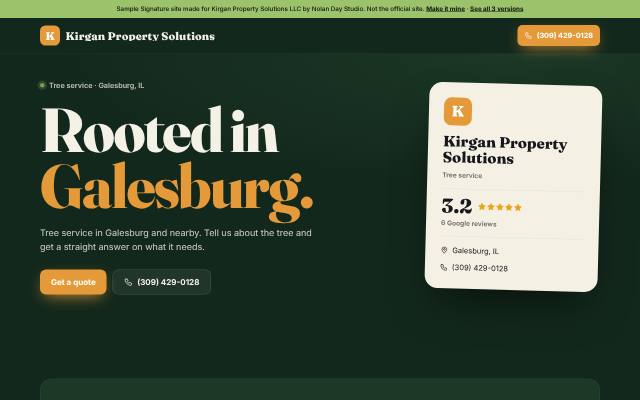 Sample Signature site made for Kirgan Property Solutions LLC by Nolan Day Studio. Not the official site. Make it mine · See all 3 versions
K Kirgan Property Solutions
(309) 429-0128
Tree service · Galesburg, IL
Rooted in
Galesburg.
Tree service in Galesburg and nearby. Tell us about the tree and
get a straight answer on what it needs.
Get a quote
(309) 429-0128
K
Kirgan Property
Solutions
Tree service
3.2
6 Google reviews
Galesburg, IL
(309) 429-0128